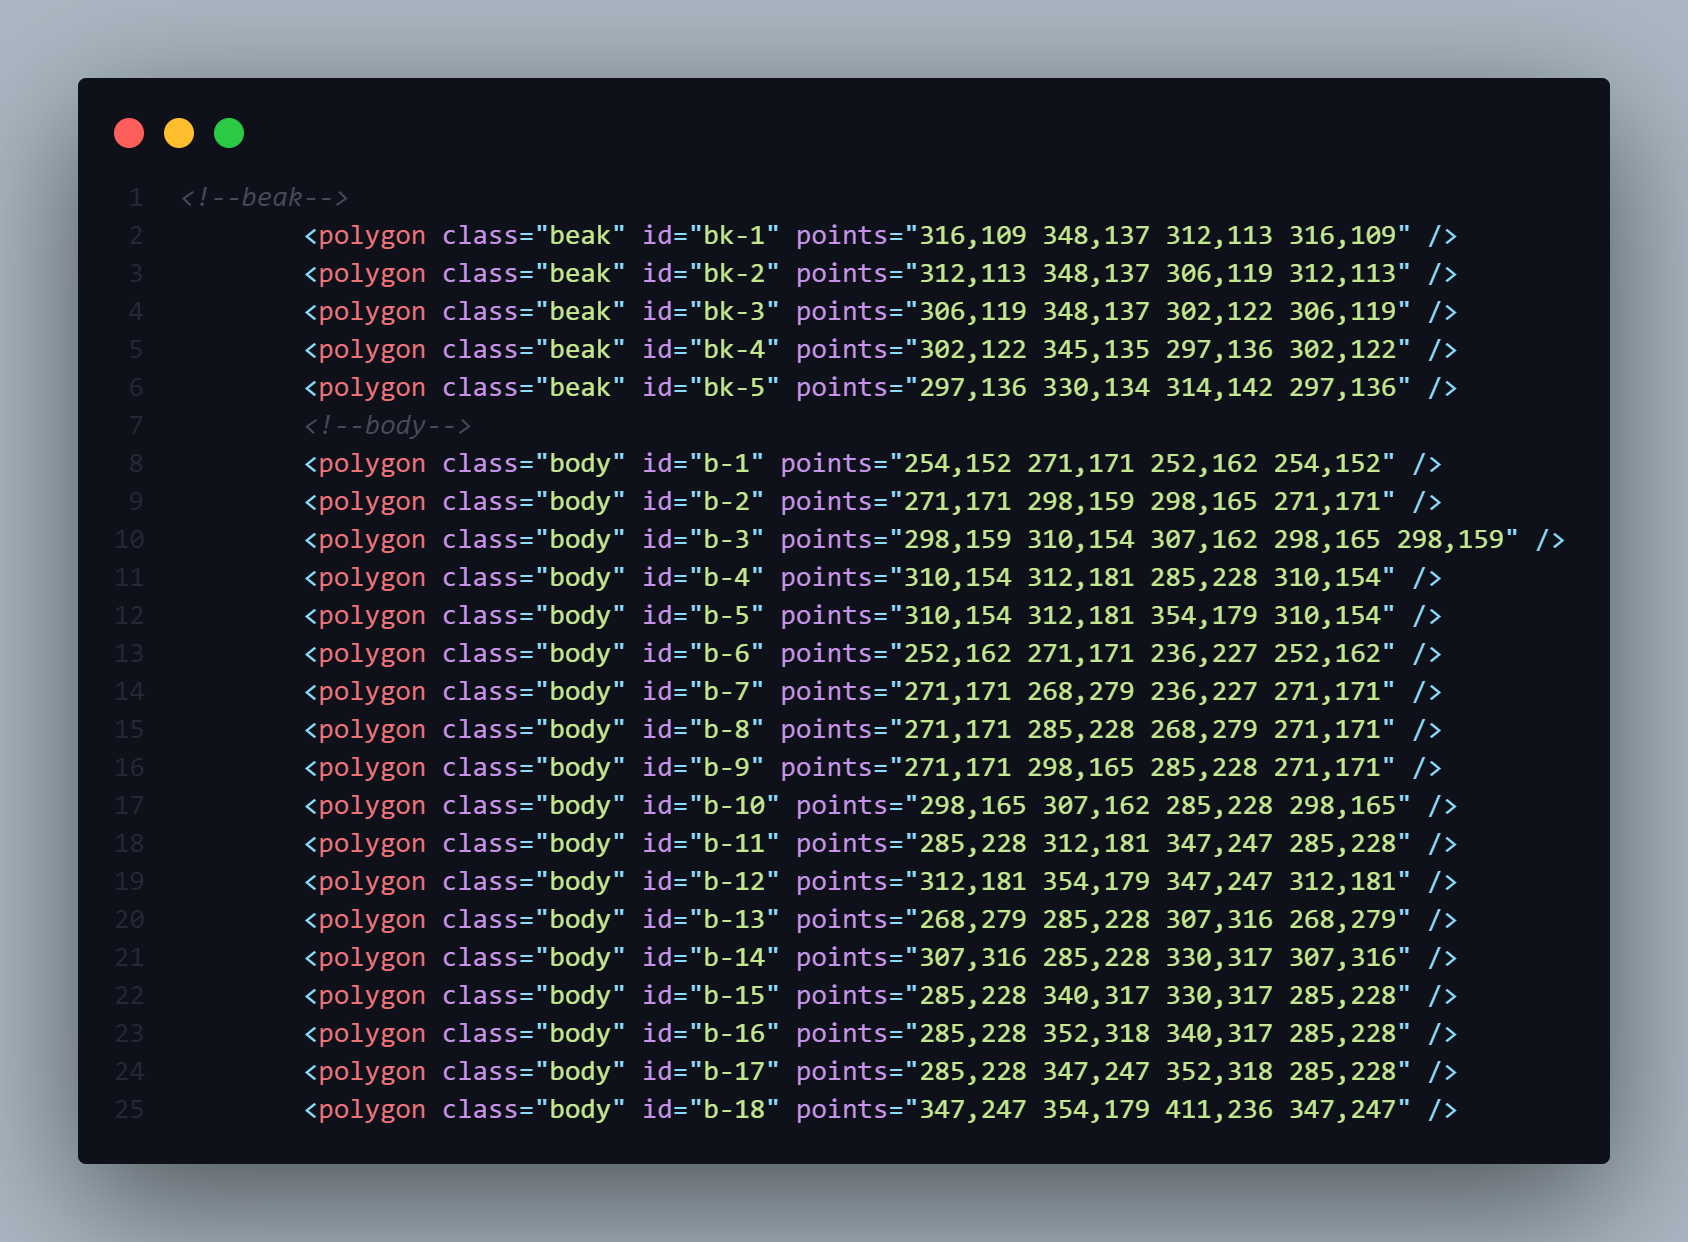 1 <!--beak-->
2 <polygon class="beak" id="bk-1" points="316,109 348,137 312,113 316,109" />
3 <polygon class="beak" id="bk-2" points="312,113 348,137 306,119 312,113" />
4 <polygon class="beak" id="bk-3" points="306,119 348,137 302,122 306,119" />
5 <polygon class="beak" id="bk-4" points="302,122 345,135 297,136 302,122" />
6 <polygon class="beak" id="bk-5" points="297,136 330,134 314,142 297,136" />
7 <!--body-->
8 <polygon class="body" id="b-1" points="254,152 271,171 252,162 254,152" />
9 <polygon class="body" id="b-2" points="271,171 298,159 298,165 271,171" />
10 <polygon class="body" id="b-3" points="298,159 310,154 307,162 298,165 298,159" />
11 <polygon class="body" id="b-4" points="310,154 312,181 285,228 310,154" />
12 <polygon class="body" id="b-5" points="310,154 312,181 354,179 310,154" />
13 <polygon class="body" id="b-6" points="252,162 271,171 236,227 252,162" />
14 <polygon class="body" id="b-7" points="271,171 268,279 236,227 271,171" />
15 <polygon class="body" id="b-8" points="271,171 285,228 268,279 271,171" />
16 <polygon class="body" id="b-9" points="271,171 298,165 285,228 271,171" />
17 <polygon class="body" id="b-10" points="298,165 307,162 285,228 298,165" />
18 <polygon class="body" id="b-11" points="285,228 312,181 347,247 285,228" />
19 <polygon class="body" id="b-12" points="312,181 354,179 347,247 312,181" />
20 <polygon class="body" id="b-13" points="268,279 285,228 307,316 268,279" />
21 <polygon class="body" id="b-14" points="307,316 285,228 330,317 307,316" />
22 <polygon class="body" id="b-15" points="285,228 340,317 330,317 285,228" />
23 <polygon class="body" id="b-16" points="285,228 352,318 340,317 285,228" />
24 <polygon class="body" id="b-17" points="285,228 347,247 352,318 285,228" />
25 <polygon class="body" id="b-18" points="347,247 354,179 411,236 347,247" />